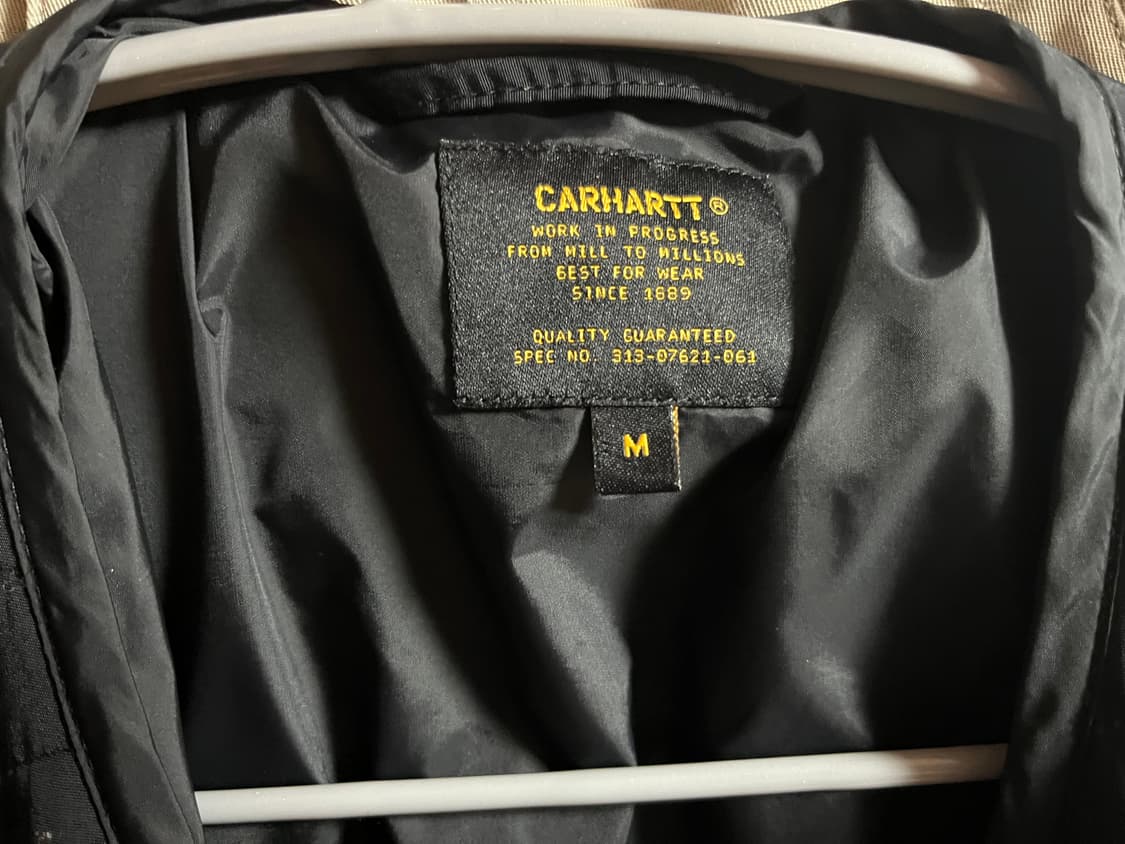 CARHARTT®
WORK IN PROGRESS
FROM MILL TO MILLIONS
BEST FOR WEAR
SINCE 1889
QUALITY GUARANTEED
SPEC NO. 313-07621-061
M